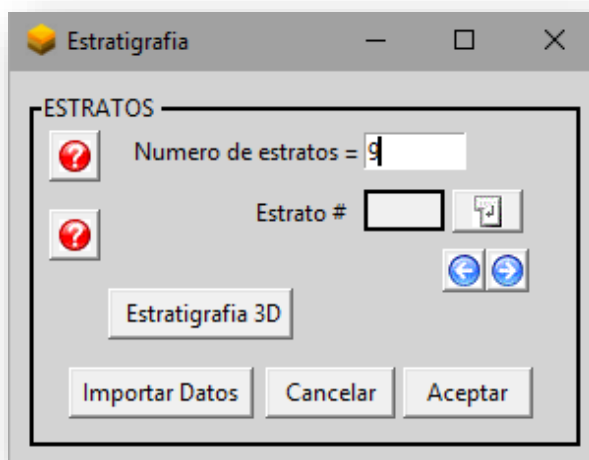 Estratigrafia
ESTRATOS
Numero de estratos = 9
Estrato #
Estratigrafia 3D
Importar Datos Cancelar Aceptar